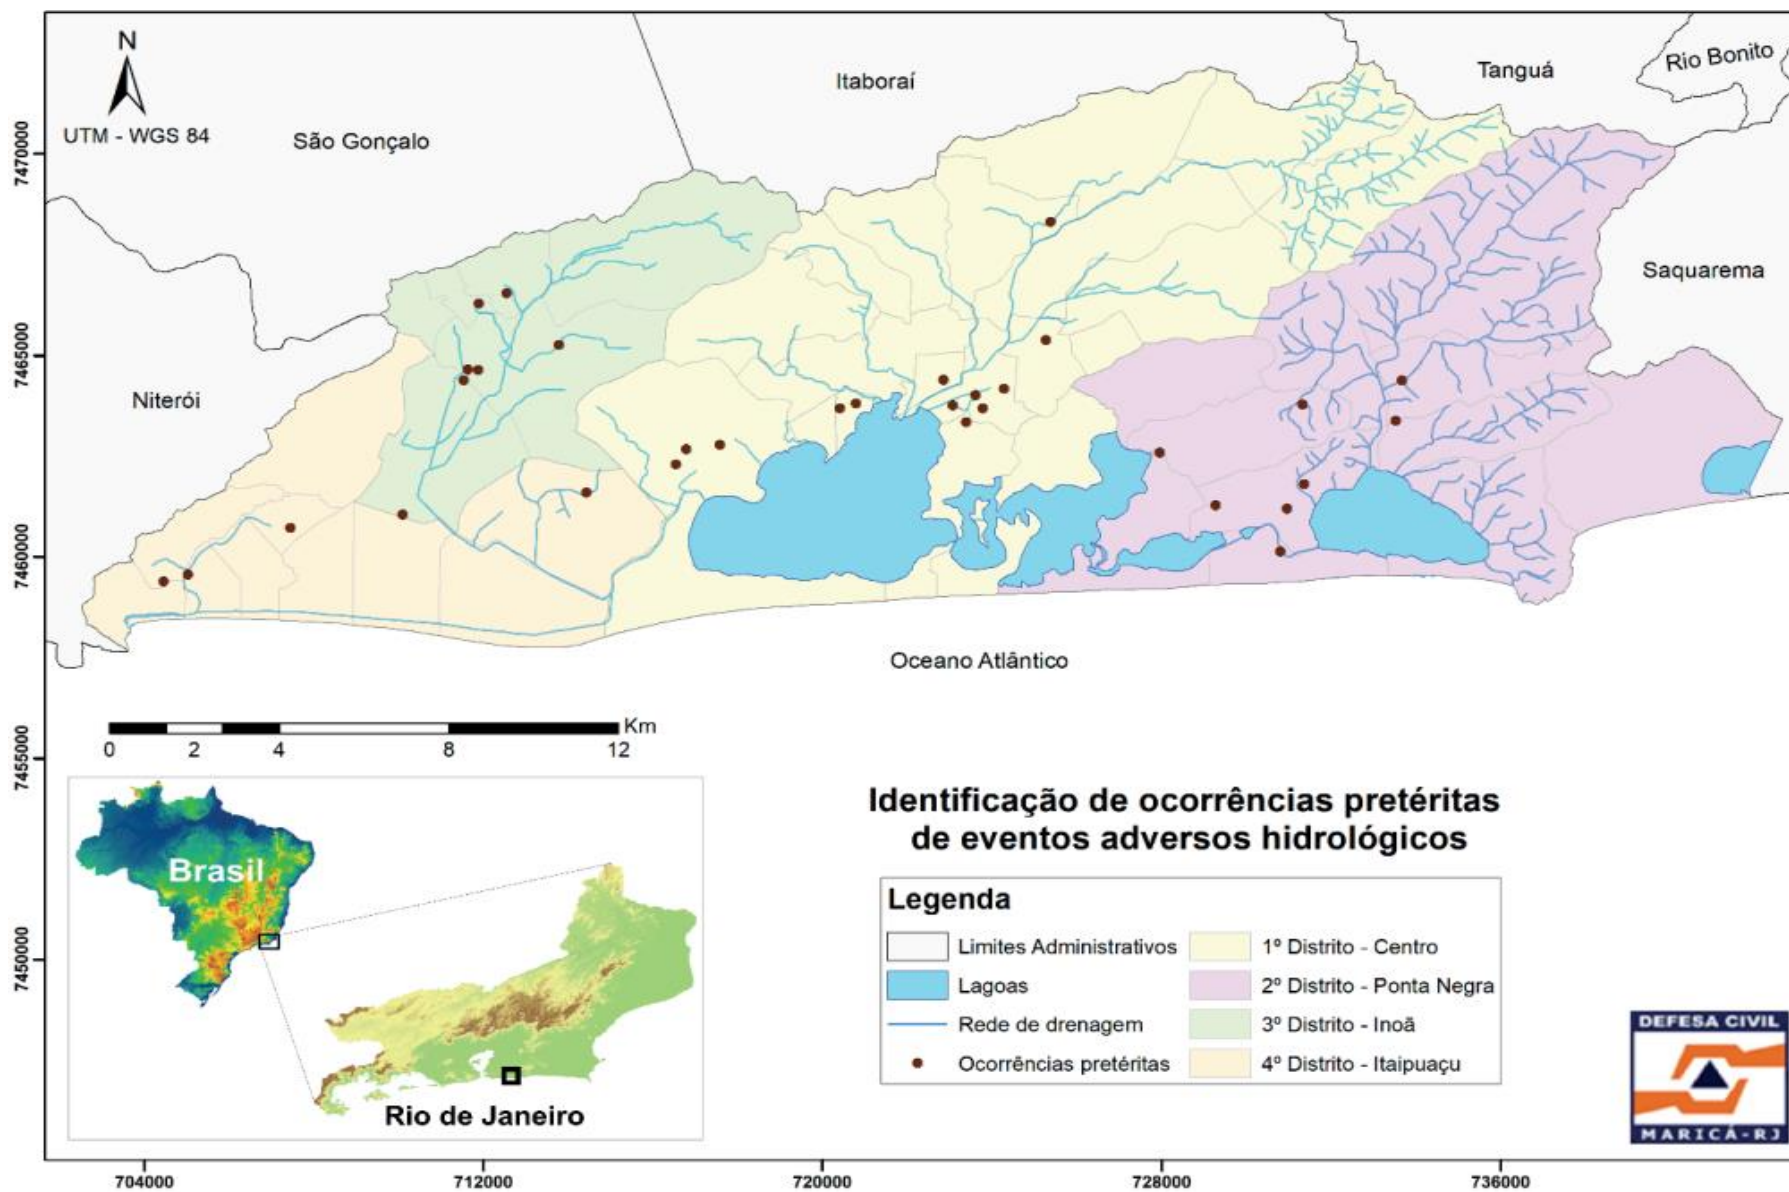 N
UTM - WGS 84
São Gonçalo
Itaboraí
Tanguá
Rio Bonito
Saquarema
Niterói
Oceano Atlântico
7470000
7465000
7460000
7455000
7450000
Km
0 2 4 8 12
Brasil
Rio de Janeiro
Identificação de ocorrências pretéritas
de eventos adversos hidrológicos
Legenda
Limites Administrativos
Lagoas
Rede de drenagem
Ocorrências pretéritas
1º Distrito - Centro
2º Distrito - Ponta Negra
3º Distrito - Inoã
4º Distrito - Itaipuaçu
DEFESA CIVIL
MARICÁ-RJ
704000 712000 720000 728000 736000